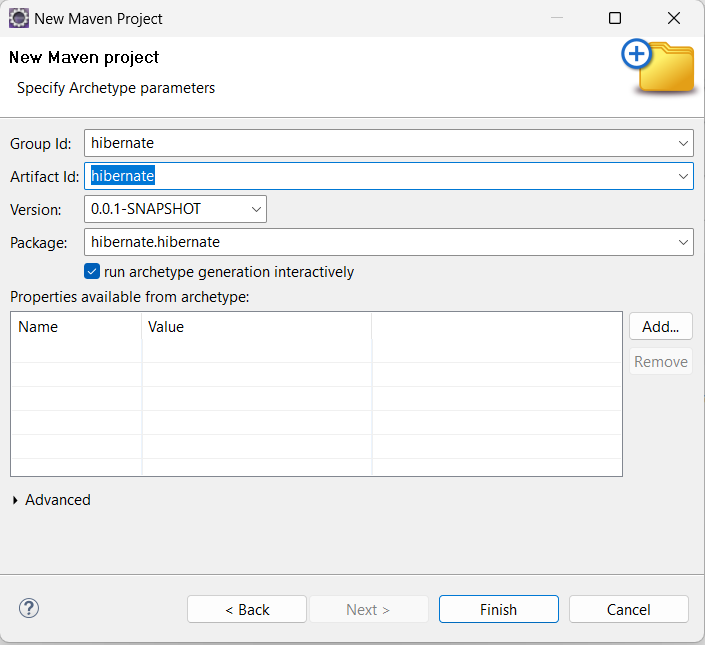 New Maven Project
New Maven project
Specify Archetype parameters
Group Id: hibernate
Artifact Id: hibernate
Version: 0.0.1-SNAPSHOT
Package: hibernate.hibernate
run archetype generation interactively
Properties available from archetype:
Name Value
Add...
Remove
Advanced
? < Back Next > Finish Cancel